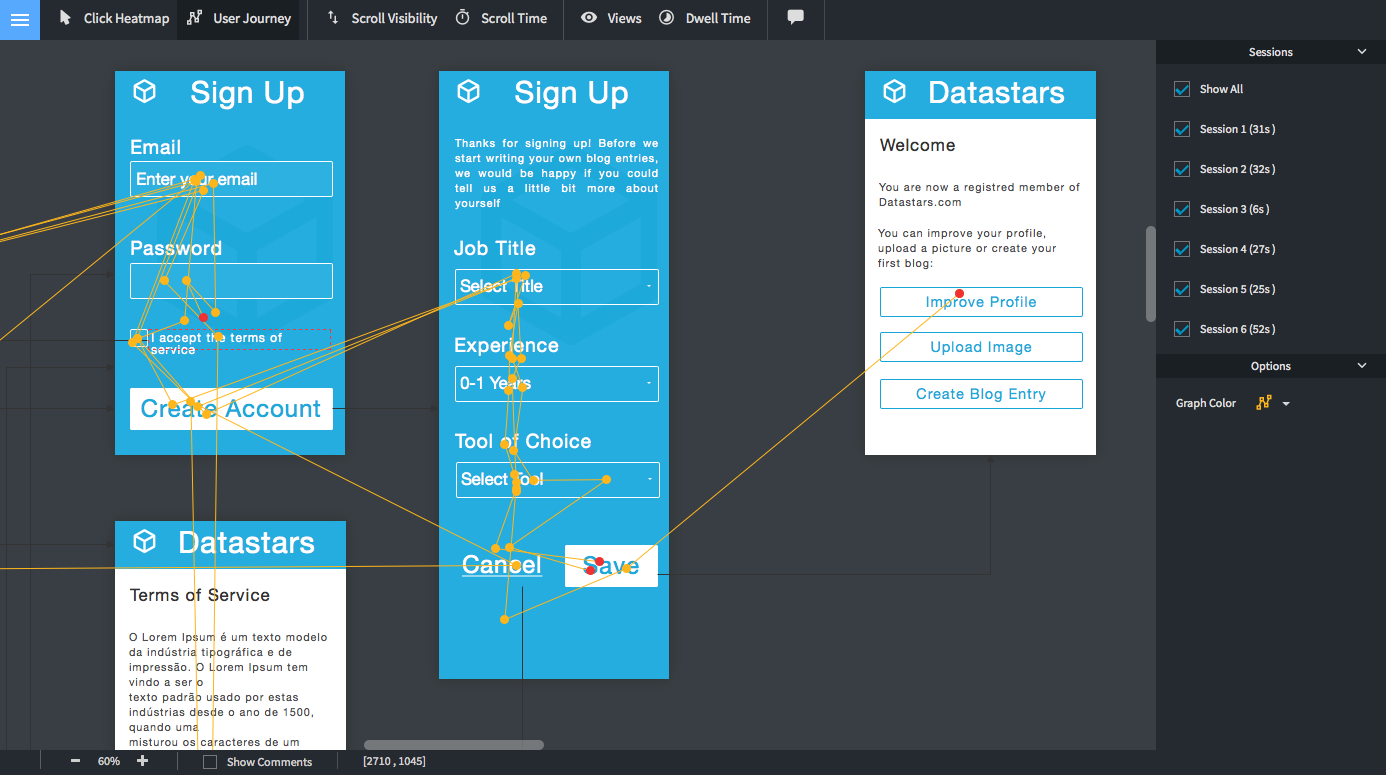 Click Heatmap
User Journey
Scroll Visibility
Scroll Time
Views
Dwell Time
Sign Up
Email
Enter your email
Password
I accept the terms of
service
Create Account
Datastars
Terms of Service
O Lorem Ipsum é um texto modelo
da indústria tipográfica e de
impressão. O Lorem Ipsum tem
vindo a ser o
texto padrão usado por estas
indústrias desde o ano de 1500,
quando uma
misturou os caracteres de um
Sign Up
Thanks for signing up! Before we
start writing your own blog entries,
we would be happy if you could
tell us a little bit more about
yourself
Job Title
Select Title
Experience
0-1 Years
Tool of Choice
Select Tool
Cancel
Save
Datastars
Welcome
You are now a registred member of
Datastars.com
You can improve your profile,
upload a picture or create your
first blog:
Improve Profile
Upload Image
Create Blog Entry
Sessions
Show All
Session 1 (31s )
Session 2 (32s )
Session 3 (6s )
Session 4 (27s )
Session 5 (25s )
Session 6 (52s )
Options
Graph Color
60%
Show Comments
[2710 , 1045]